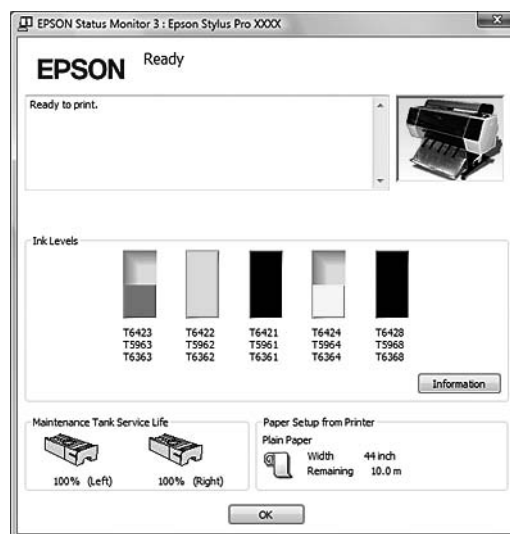 EPSON Status Monitor 3 : Epson Stylus Pro XXXX
EPSON
Ready
Ready to print.
Ink Levels
T6423 T6422 T6421 T6424 T6428
T5963 T5962 T5961 T5964 T5968
T6363 T6362 T6361 T6364 T6368
Information
Maintenance Tank Service Life
100% (Left) 100% (Right)
Paper Setup from Printer
Plain Paper
Width 44 inch
Remaining 10.0 m
OK